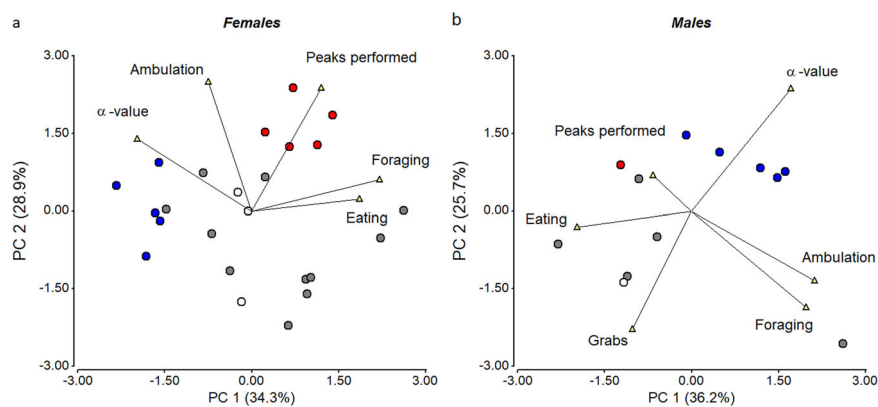 a
Females
3.00
1.50
0.00
-1.50
-3.00
PC 2 (28.9%)
Ambulation
Peaks performed
α -value
Foraging
Eating
-3.00
-1.50
0.00
1.50
3.00
PC 1 (34.3%)
b
Males
3.00
1.50
0.00
-1.50
-3.00
PC 2 (25.7%)
α -value
Peaks performed
Eating
Ambulation
Foraging
Grabs
-3.00
-1.50
0.00
1.50
3.00
PC 1 (36.2%)